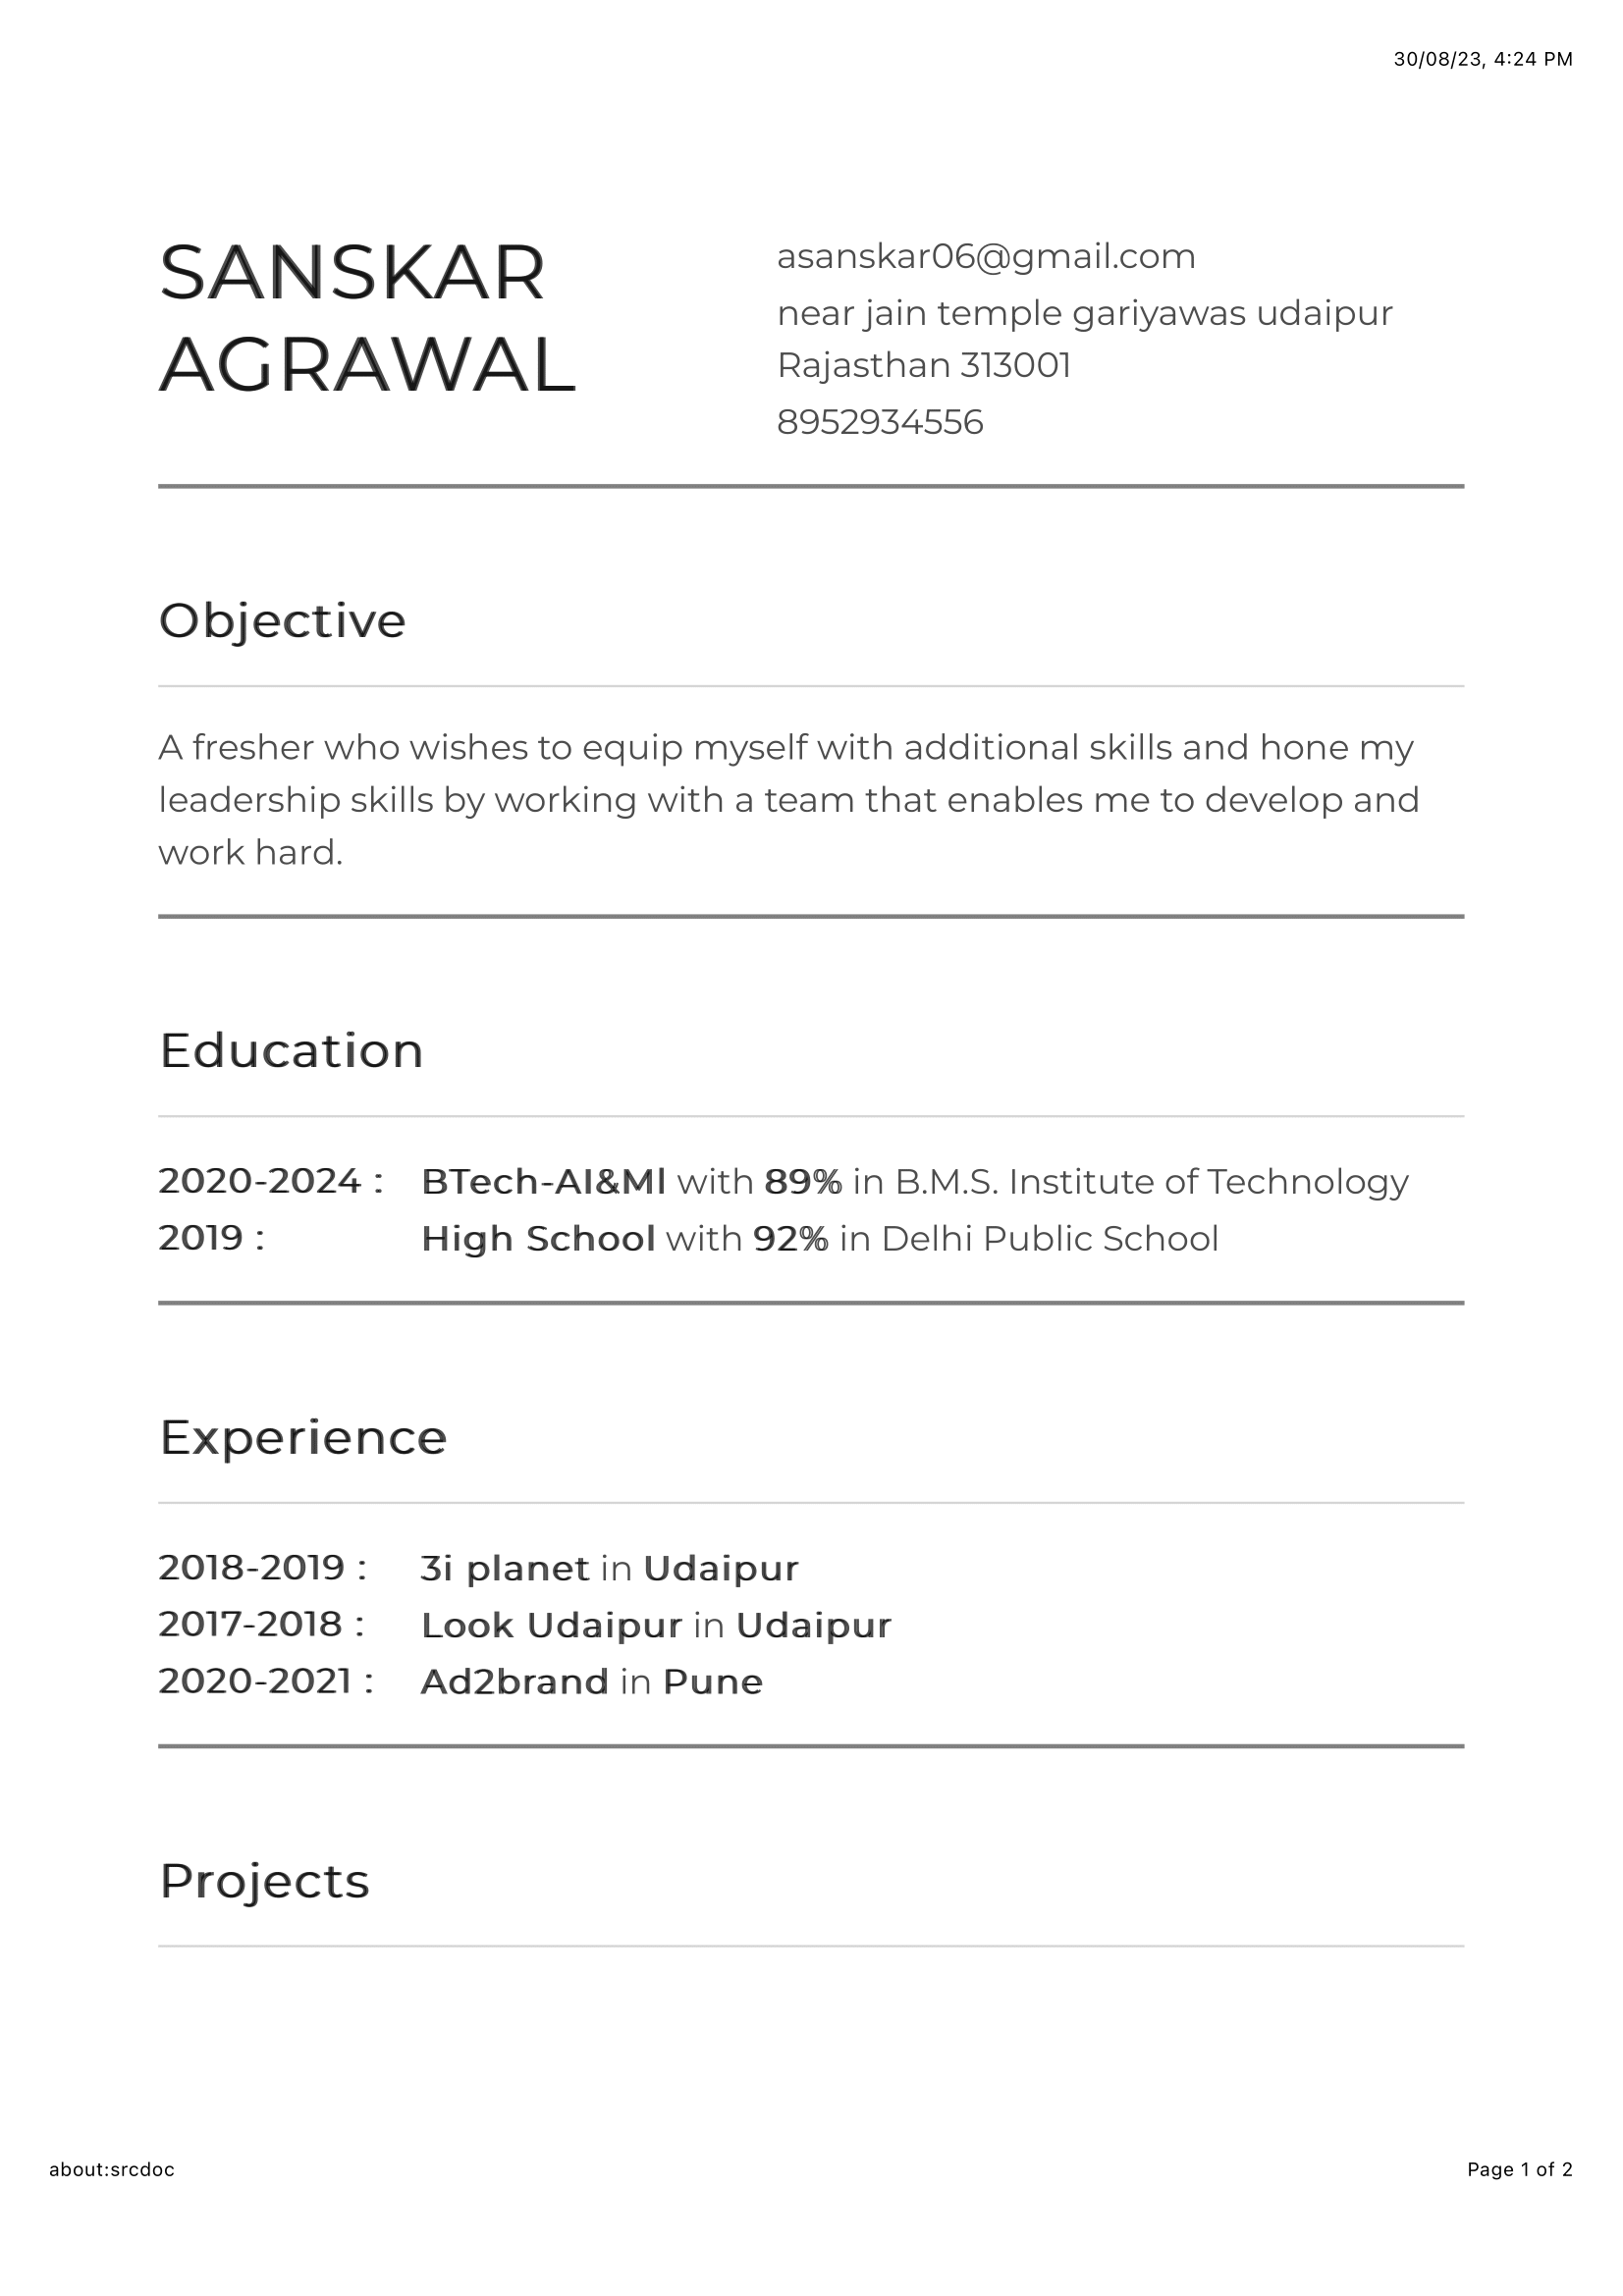 30/08/23, 4:24 PM
SANSKAR
AGRAWAL
asanskar06@gmail.com
near jain temple gariyawas udaipur
Rajasthan 313001
8952934556
Objective
A fresher who wishes to equip myself with additional skills and hone my
leadership skills by working with a team that enables me to develop and
work hard.
Education
2020-2024 : BTech-AI&Ml with 89% in B.M.S. Institute of Technology
2019 : High School with 92% in Delhi Public School
Experience
2018-2019 : 3i planet in Udaipur
2017-2018 : Look Udaipur in Udaipur
2020-2021 : Ad2brand in Pune
Projects
about:srcdoc
Page 1 of 2